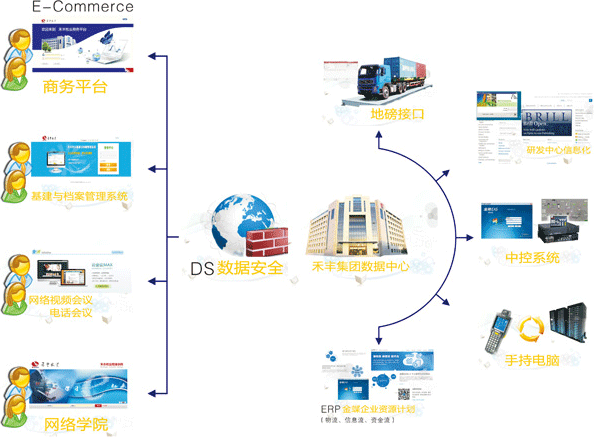 E-Commerce
商务平台
基建与档案管理系统
网络视频会议
电话会议
网络学院
DS 数据安全
禾丰集团数据中心
地磅接口
BRILL
研发中心信息化
中控系统
手持电脑
ERP 全球企业资源计划
(物流、信息流、资金流)